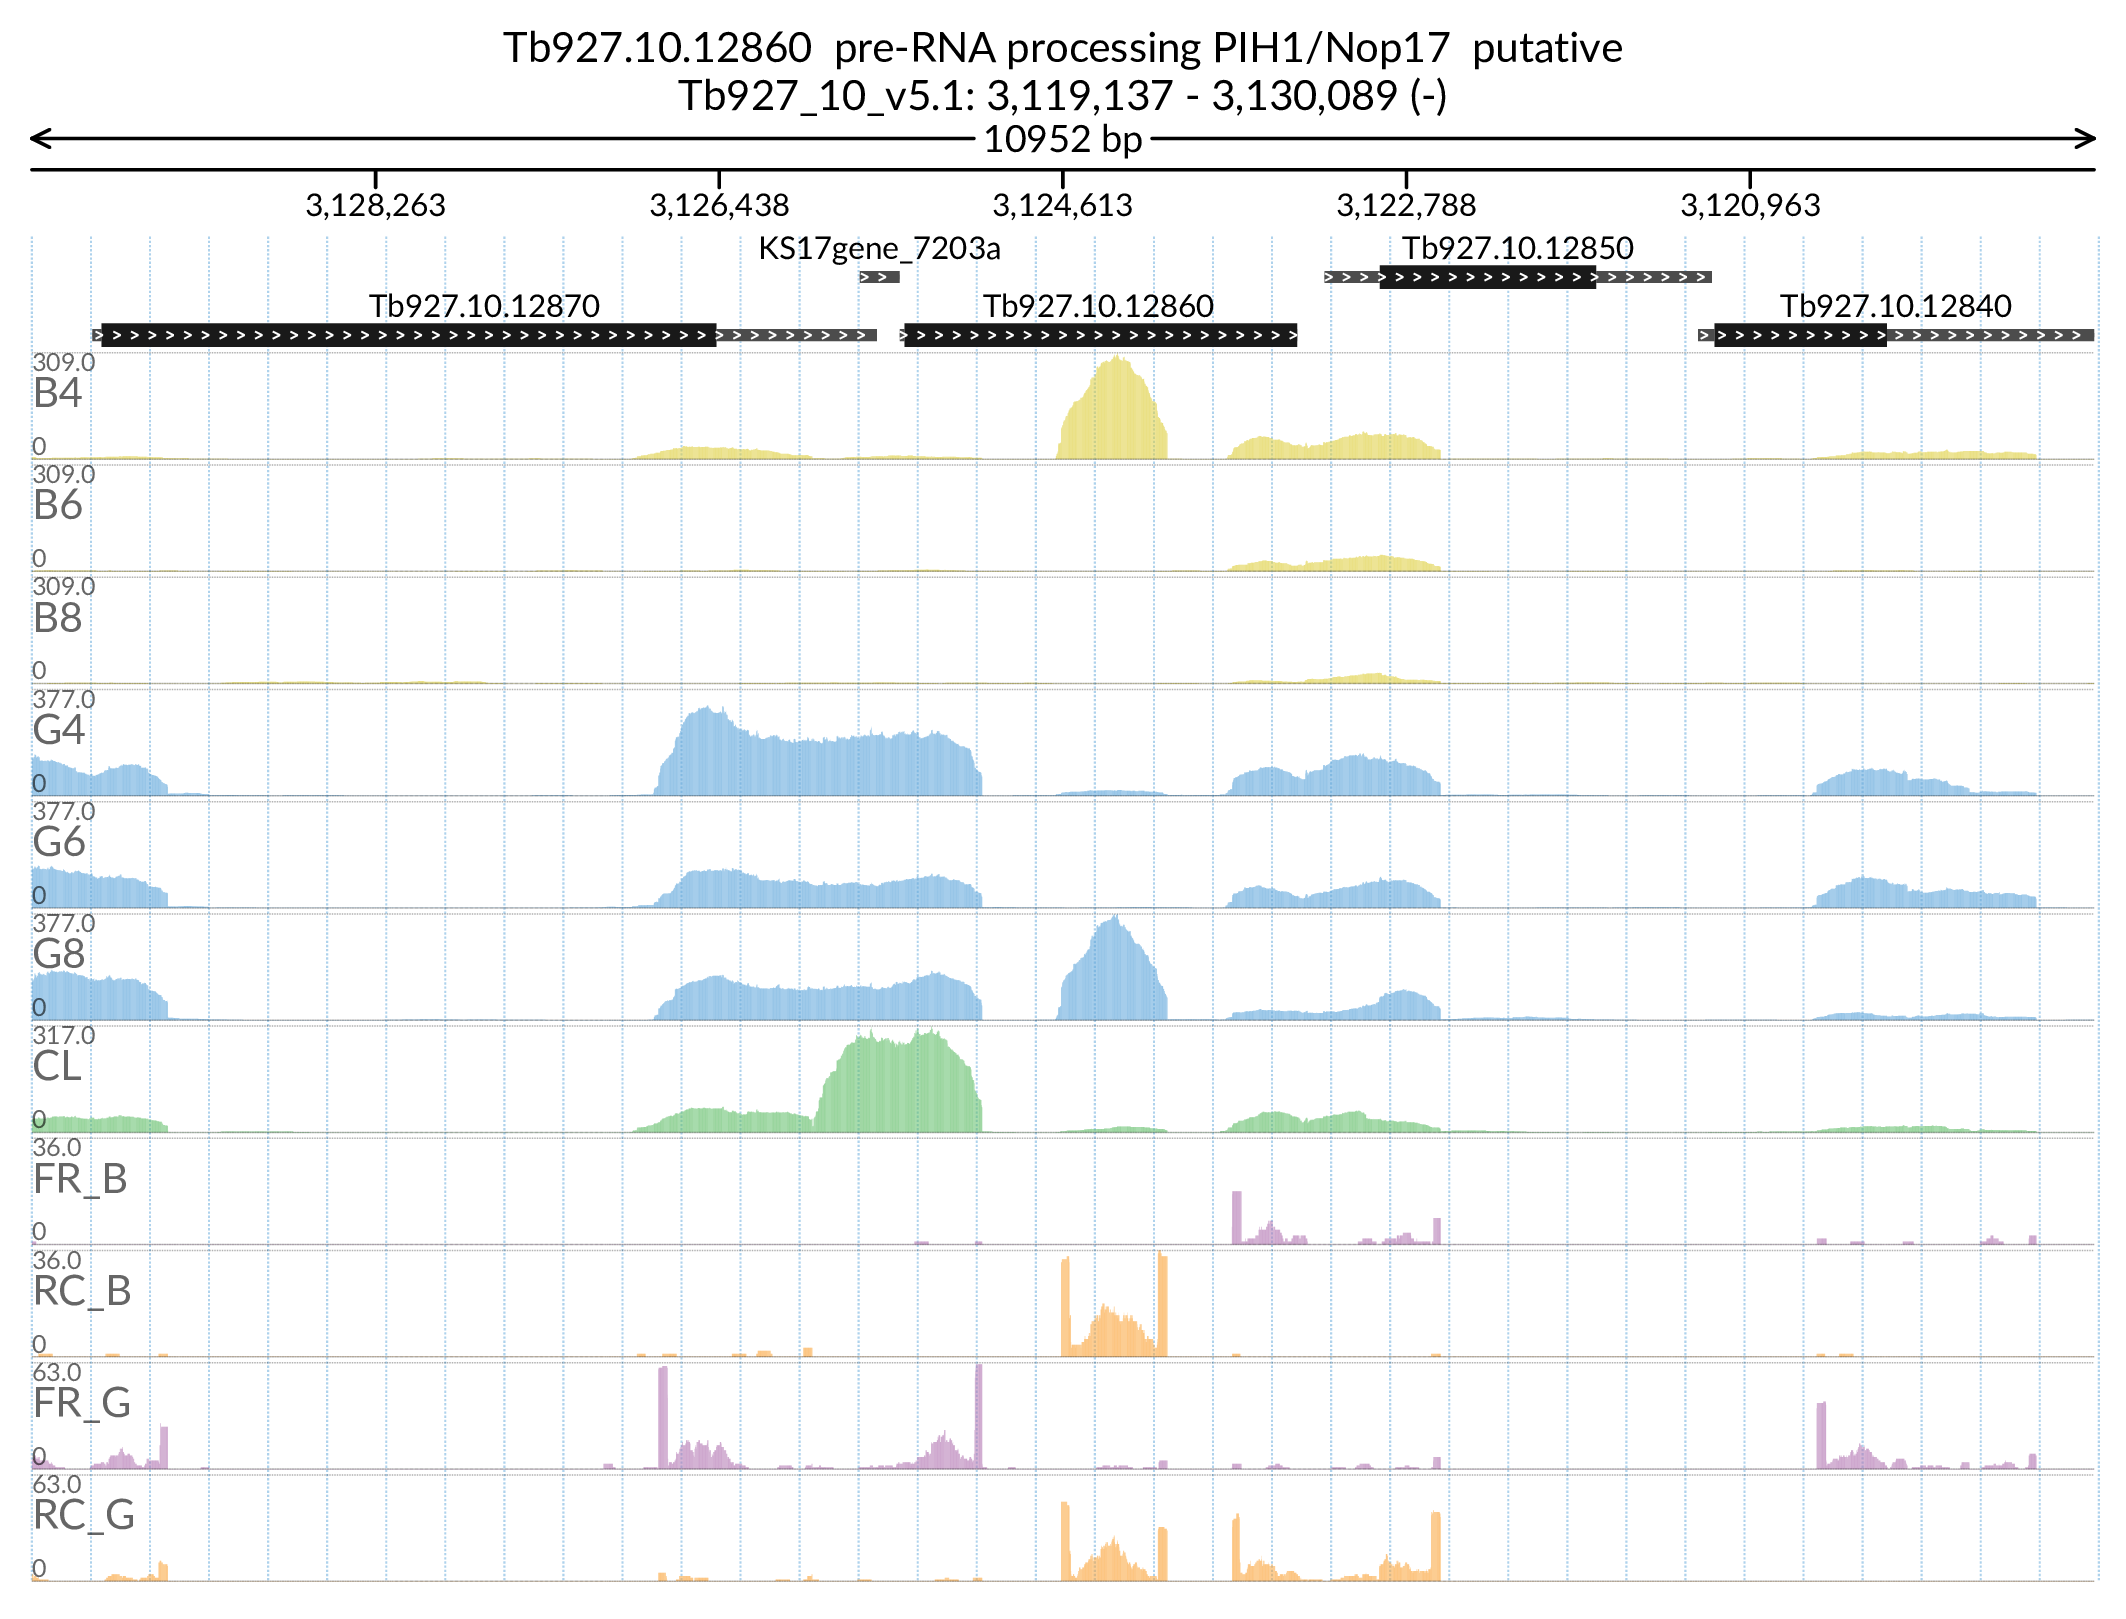 Tb927.10.12860  pre-RNA processing PIH1/Nop17  putative
Tb927_10_v5.1: 3,119,137 - 3,130,089 (-)
10952 bp
3,128,263 3,126,438 3,124,613 3,122,788 3,120,963
KS17gene_7203a Tb927.10.12850
Tb927.10.12870 Tb927.10.12860 Tb927.10.12840
309.0
B4
0
309.0
B6
0
309.0
B8
0
377.0
G4
0
377.0
G6
0
377.0
G8
0
317.0
CL
0
36.0
FR_B
0
36.0
RC_B
0
63.0
FR_G
0
63.0
RC_G
0